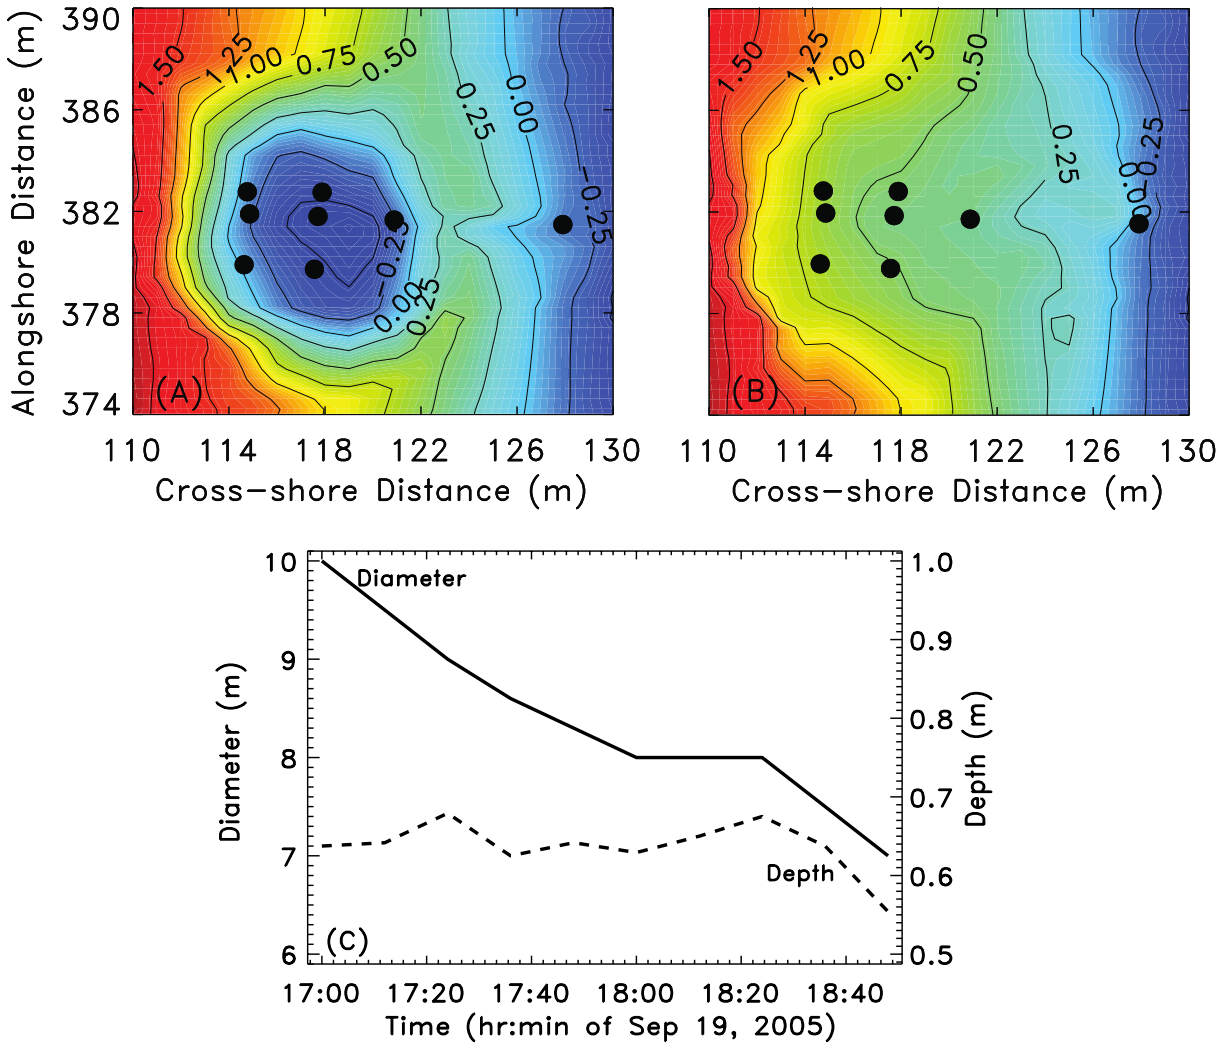 390
386
382
378
374
Alongshore Distance (m)
1.50
1.25
1.00
0.75
0.50
0.25
0.00
−0.25
−0.25
0.00
0.25
(A)
110 114 118 122 126 130
Cross−shore Distance (m)
1.50
1.25
1.00
0.75
0.50
0.25
0.00
−0.25
(B)
110 114 118 122 126 130
Cross−shore Distance (m)
10
9
8
7
6
Diameter (m)
Diameter
Depth
(C)
1.0
0.9
0.8
0.7
0.6
0.5
Depth (m)
17:00 17:20 17:40 18:00 18:20 18:40
Time (hr:min of Sep 19, 2005)